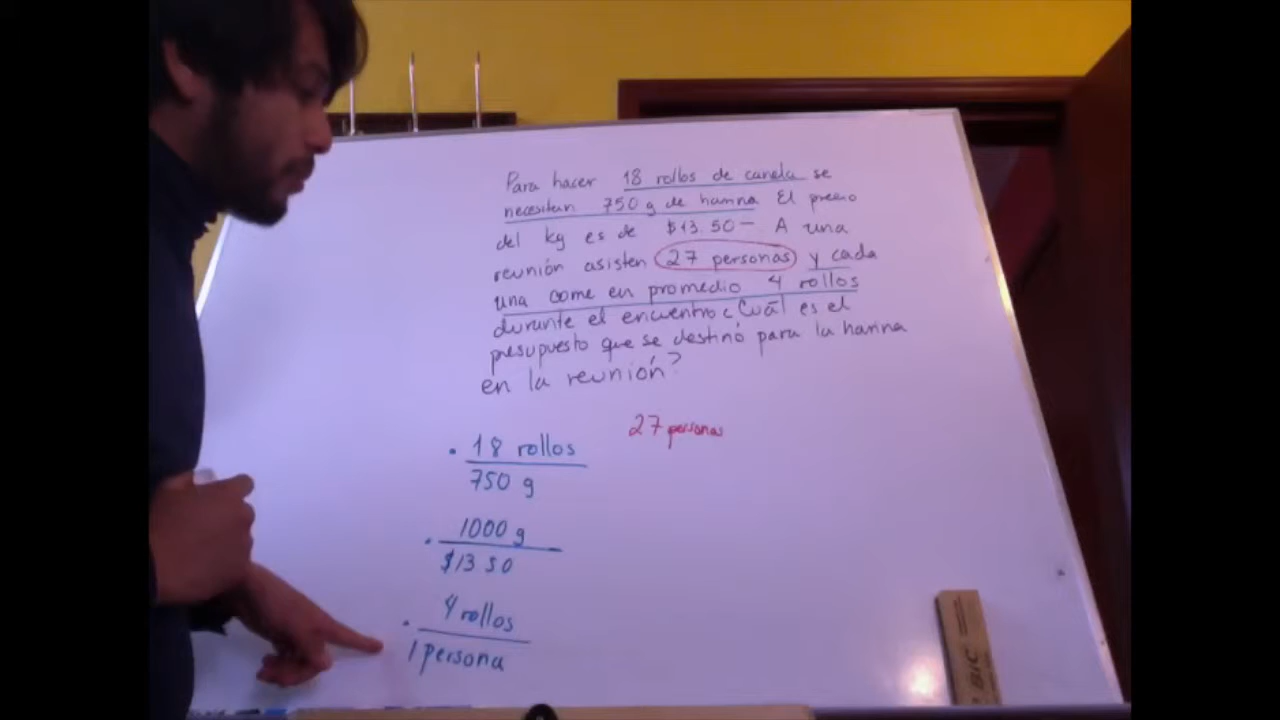 Para hacer 18 rollos de canela se
necesitan 750 g de harina El precio
del kg es de $13.50— A una
reunión asisten 27 personas y cada
una come en promedio 4 rollos
durante el encuentro ¿Cuál es el
presupuesto que se destinó para la harina
en la reunión?
27 personas
• 18 rollos
750 g
• 1000 g
$13 50
• 4 rollos
1 persona
BIC